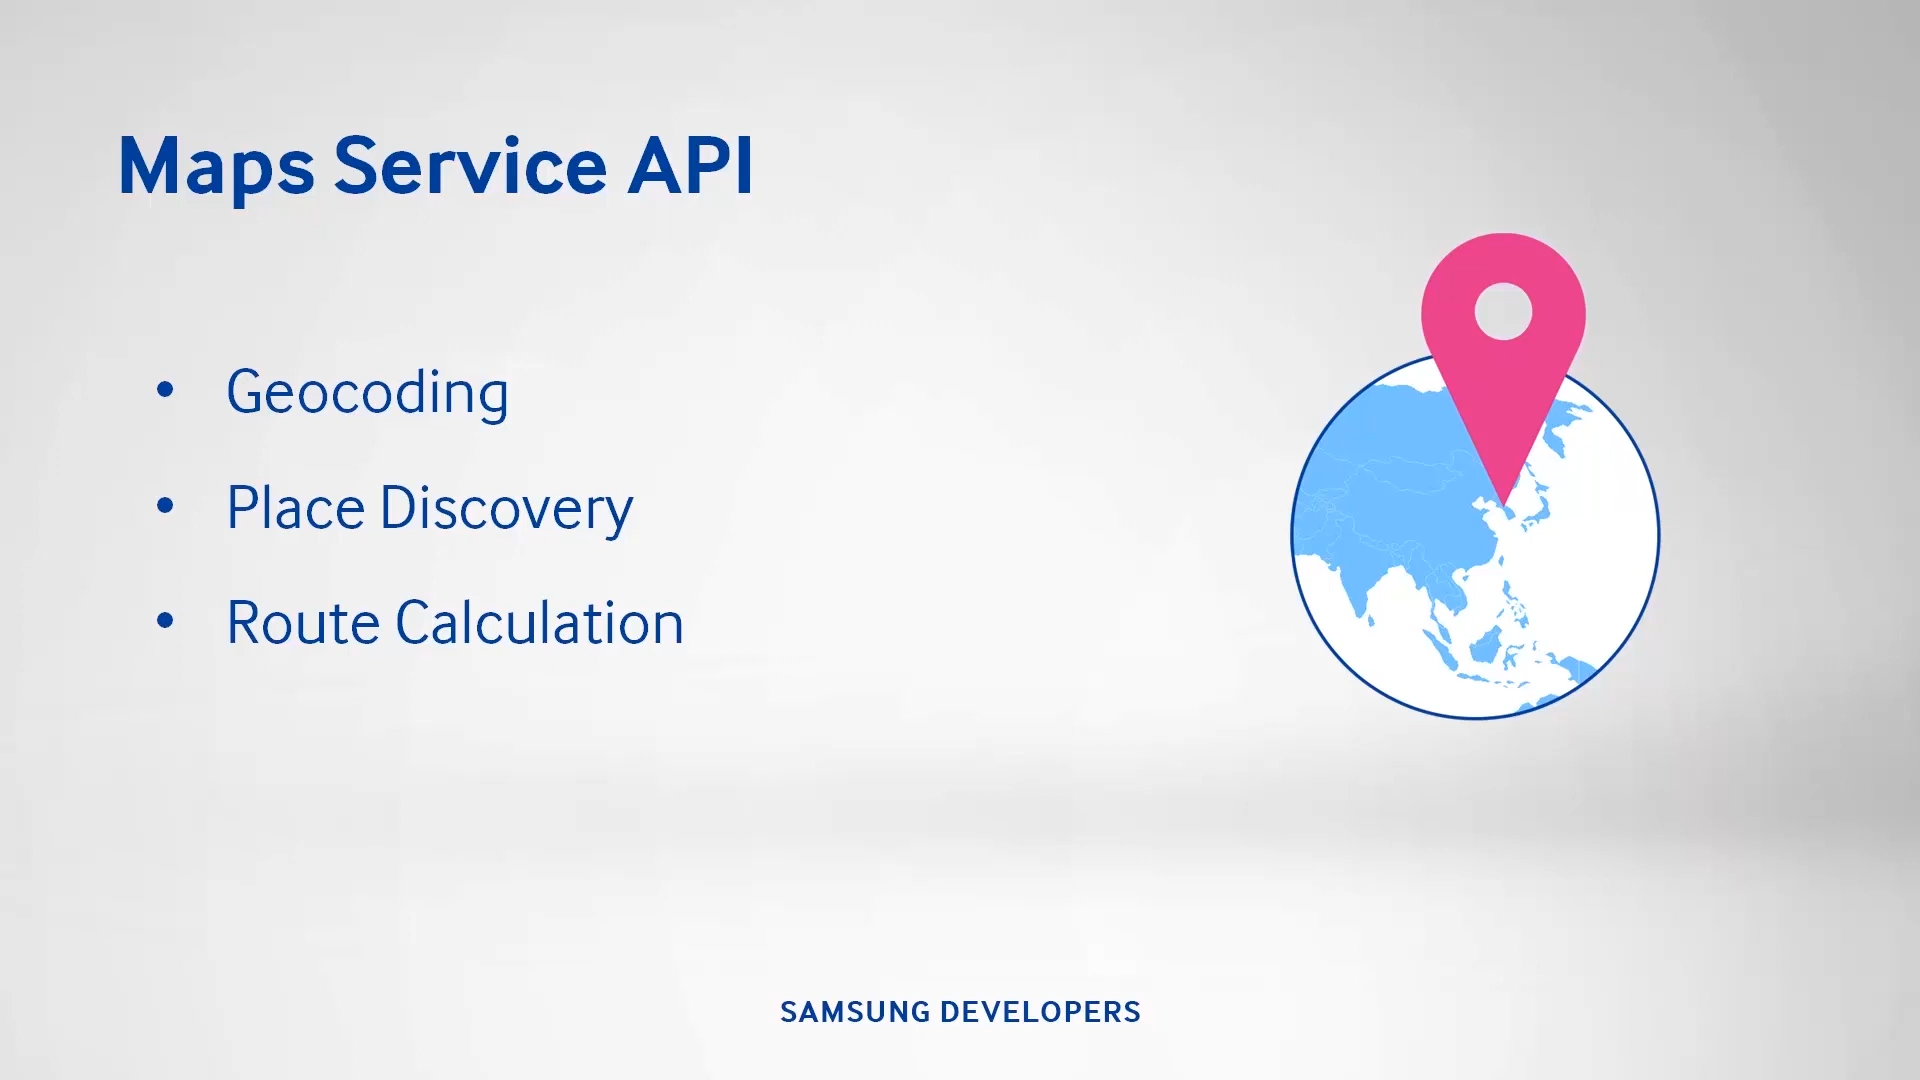 Maps Service API
• Geocoding
• Place Discovery
• Route Calculation
SAMSUNG DEVELOPERS